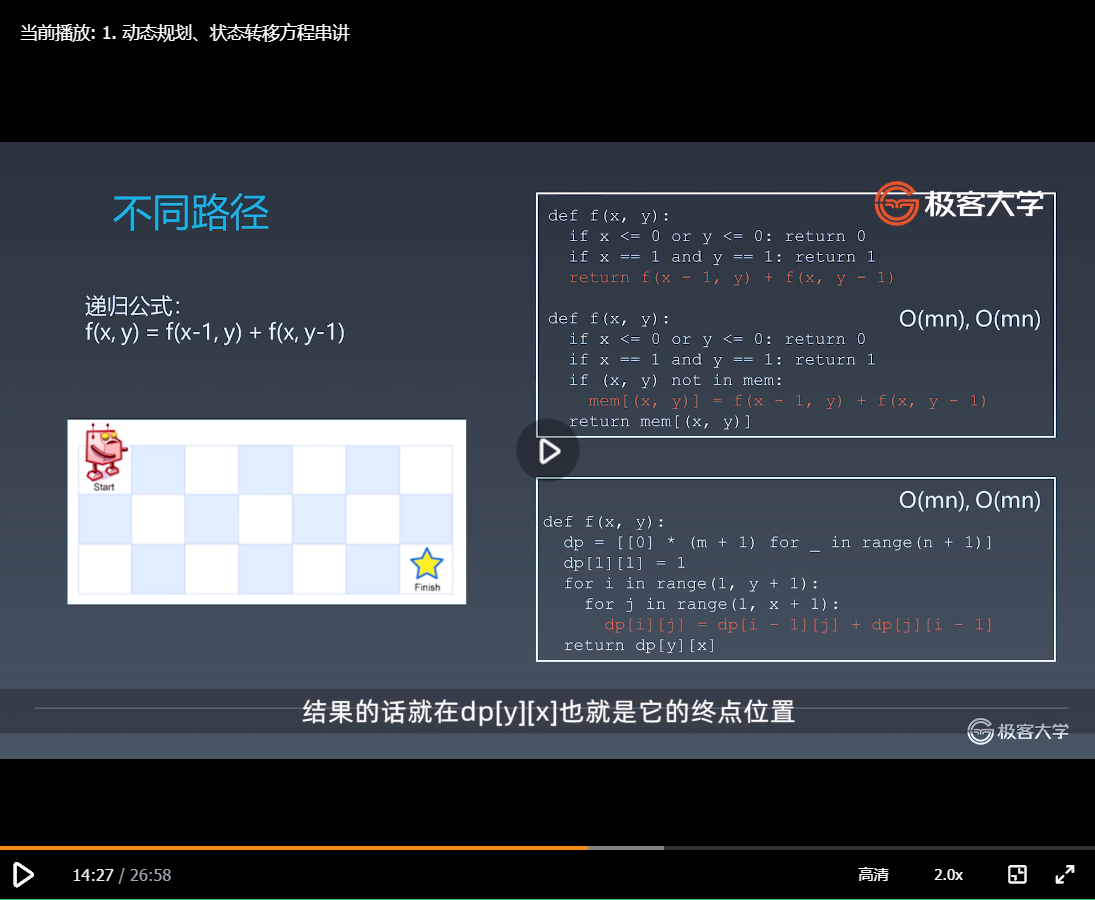 当前播放: 1. 动态规划、状态转移方程串讲
不同路径
极客大学
递归公式：
f(x, y) = f(x-1, y) + f(x, y-1)
Start
Finish
def f(x, y):
if x <= 0 or y <= 0: return 0
if x == 1 and y == 1: return 1
return f(x - 1, y) + f(x, y - 1)
def f(x, y):
O(mn), O(mn)
if x <= 0 or y <= 0: return 0
if x == 1 and y == 1: return 1
if (x, y) not in mem:
mem[(x, y)] = f(x - 1, y) + f(x, y - 1)
return mem[(x, y)]
O(mn), O(mn)
def f(x, y):
dp = [[0] * (m + 1) for _ in range(n + 1)]
dp[1][1] = 1
for i in range(1, y + 1):
for j in range(1, x + 1):
dp[i][j] = dp[i - 1][j] + dp[j][i - 1]
return dp[y][x]
结果的话就在dp[y][x]也就是它的终点位置
极客大学
14:27 / 26:58
高清
2.0x